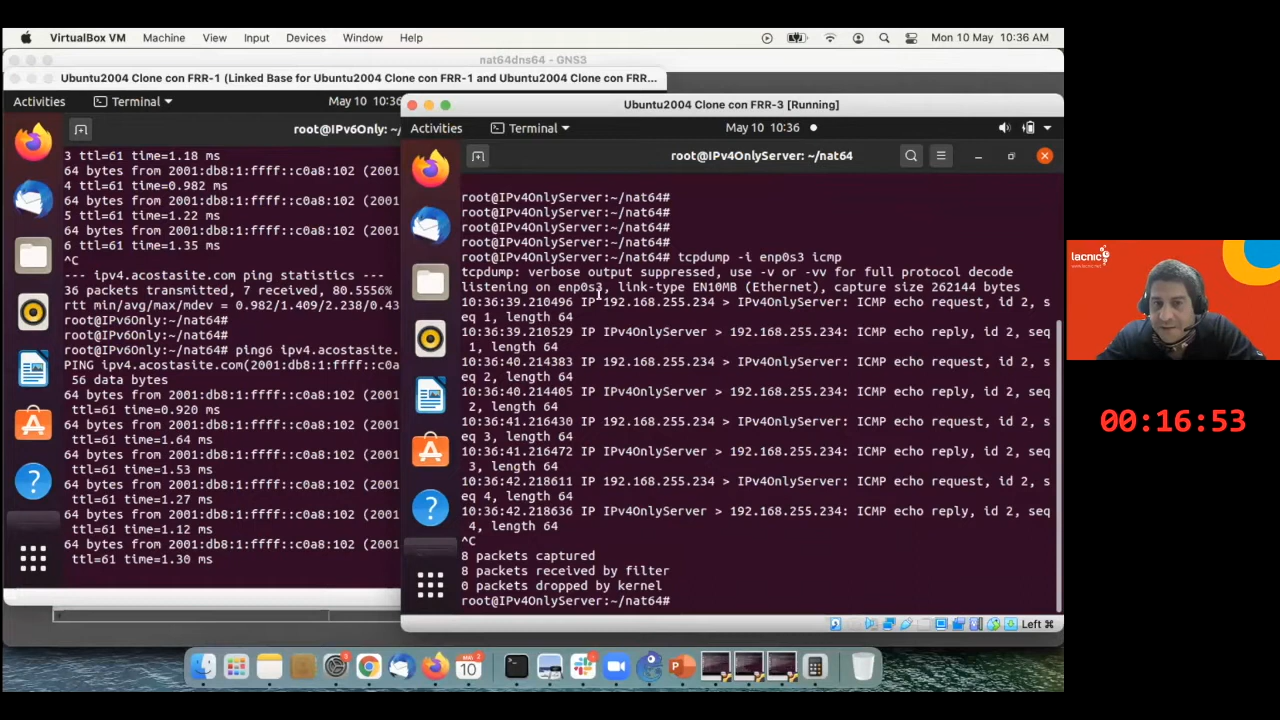 VirtualBox VM Machine View Input Devices Window Help Mon 10 May 10:36 AM
nat64dns64 - GNS3
Ubuntu2004 Clone con FRR-1 (Linked Base for Ubuntu2004 Clone con FRR-1 and Ubuntu2004 Clone con FRR...
Activities Terminal May 10 10:36
root@IPv6Only: ~/
3 ttl=61 time=1.18 ms
64 bytes from 2001:db8:1:ffff::c0a8:102 (2001
4 ttl=61 time=0.982 ms
64 bytes from 2001:db8:1:ffff::c0a8:102 (2001
5 ttl=61 time=1.22 ms
64 bytes from 2001:db8:1:ffff::c0a8:102 (2001
6 ttl=61 time=1.35 ms
^C
--- ipv4.acostasite.com ping statistics ---
36 packets transmitted, 7 received, 80.5556%
rtt min/avg/max/mdev = 0.982/1.409/2.238/0.43
root@IPv6Only:~/nat64#
root@IPv6Only:~/nat64#
root@IPv6Only:~/nat64# ping6 ipv4.acostasite.
PING ipv4.acostasite.com(2001:db8:1:ffff::c0a
56 data bytes
64 bytes from 2001:db8:1:ffff::c0a8:102 (2001
ttl=61 time=0.920 ms
64 bytes from 2001:db8:1:ffff::c0a8:102 (2001
ttl=61 time=1.64 ms
64 bytes from 2001:db8:1:ffff::c0a8:102 (2001
ttl=61 time=1.53 ms
64 bytes from 2001:db8:1:ffff::c0a8:102 (2001
ttl=61 time=1.27 ms
64 bytes from 2001:db8:1:ffff::c0a8:102 (2001
ttl=61 time=1.12 ms
64 bytes from 2001:db8:1:ffff::c0a8:102 (2001
ttl=61 time=1.30 ms
Ubuntu2004 Clone con FRR-3 [Running]
Activities Terminal May 10 10:36
root@IPv4OnlyServer: ~/nat64
root@IPv4OnlyServer:~/nat64#
root@IPv4OnlyServer:~/nat64#
root@IPv4OnlyServer:~/nat64#
root@IPv4OnlyServer:~/nat64#
root@IPv4OnlyServer:~/nat64# tcpdump -i enp0s3 icmp
tcpdump: verbose output suppressed, use -v or -vv for full protocol decode
listening on enp0s3, link-type EN10MB (Ethernet), capture size 262144 bytes
10:36:39.210496 IP 192.168.255.234 > IPv4OnlyServer: ICMP echo request, id 2, s
eq 1, length 64
10:36:39.210529 IP IPv4OnlyServer > 192.168.255.234: ICMP echo reply, id 2, seq
1, length 64
10:36:40.214383 IP 192.168.255.234 > IPv4OnlyServer: ICMP echo request, id 2, s
eq 2, length 64
10:36:40.214405 IP IPv4OnlyServer > 192.168.255.234: ICMP echo reply, id 2, seq
2, length 64
10:36:41.216430 IP 192.168.255.234 > IPv4OnlyServer: ICMP echo request, id 2, s
eq 3, length 64
10:36:41.216472 IP IPv4OnlyServer > 192.168.255.234: ICMP echo reply, id 2, seq
3, length 64
10:36:42.218611 IP 192.168.255.234 > IPv4OnlyServer: ICMP echo request, id 2, s
eq 4, length 64
10:36:42.218636 IP IPv4OnlyServer > 192.168.255.234: ICMP echo reply, id 2, seq
4, length 64
^C
8 packets captured
8 packets received by filter
0 packets dropped by kernel
root@IPv4OnlyServer:~/nat64#
Left ⌘
10
lacnic
00:16:53